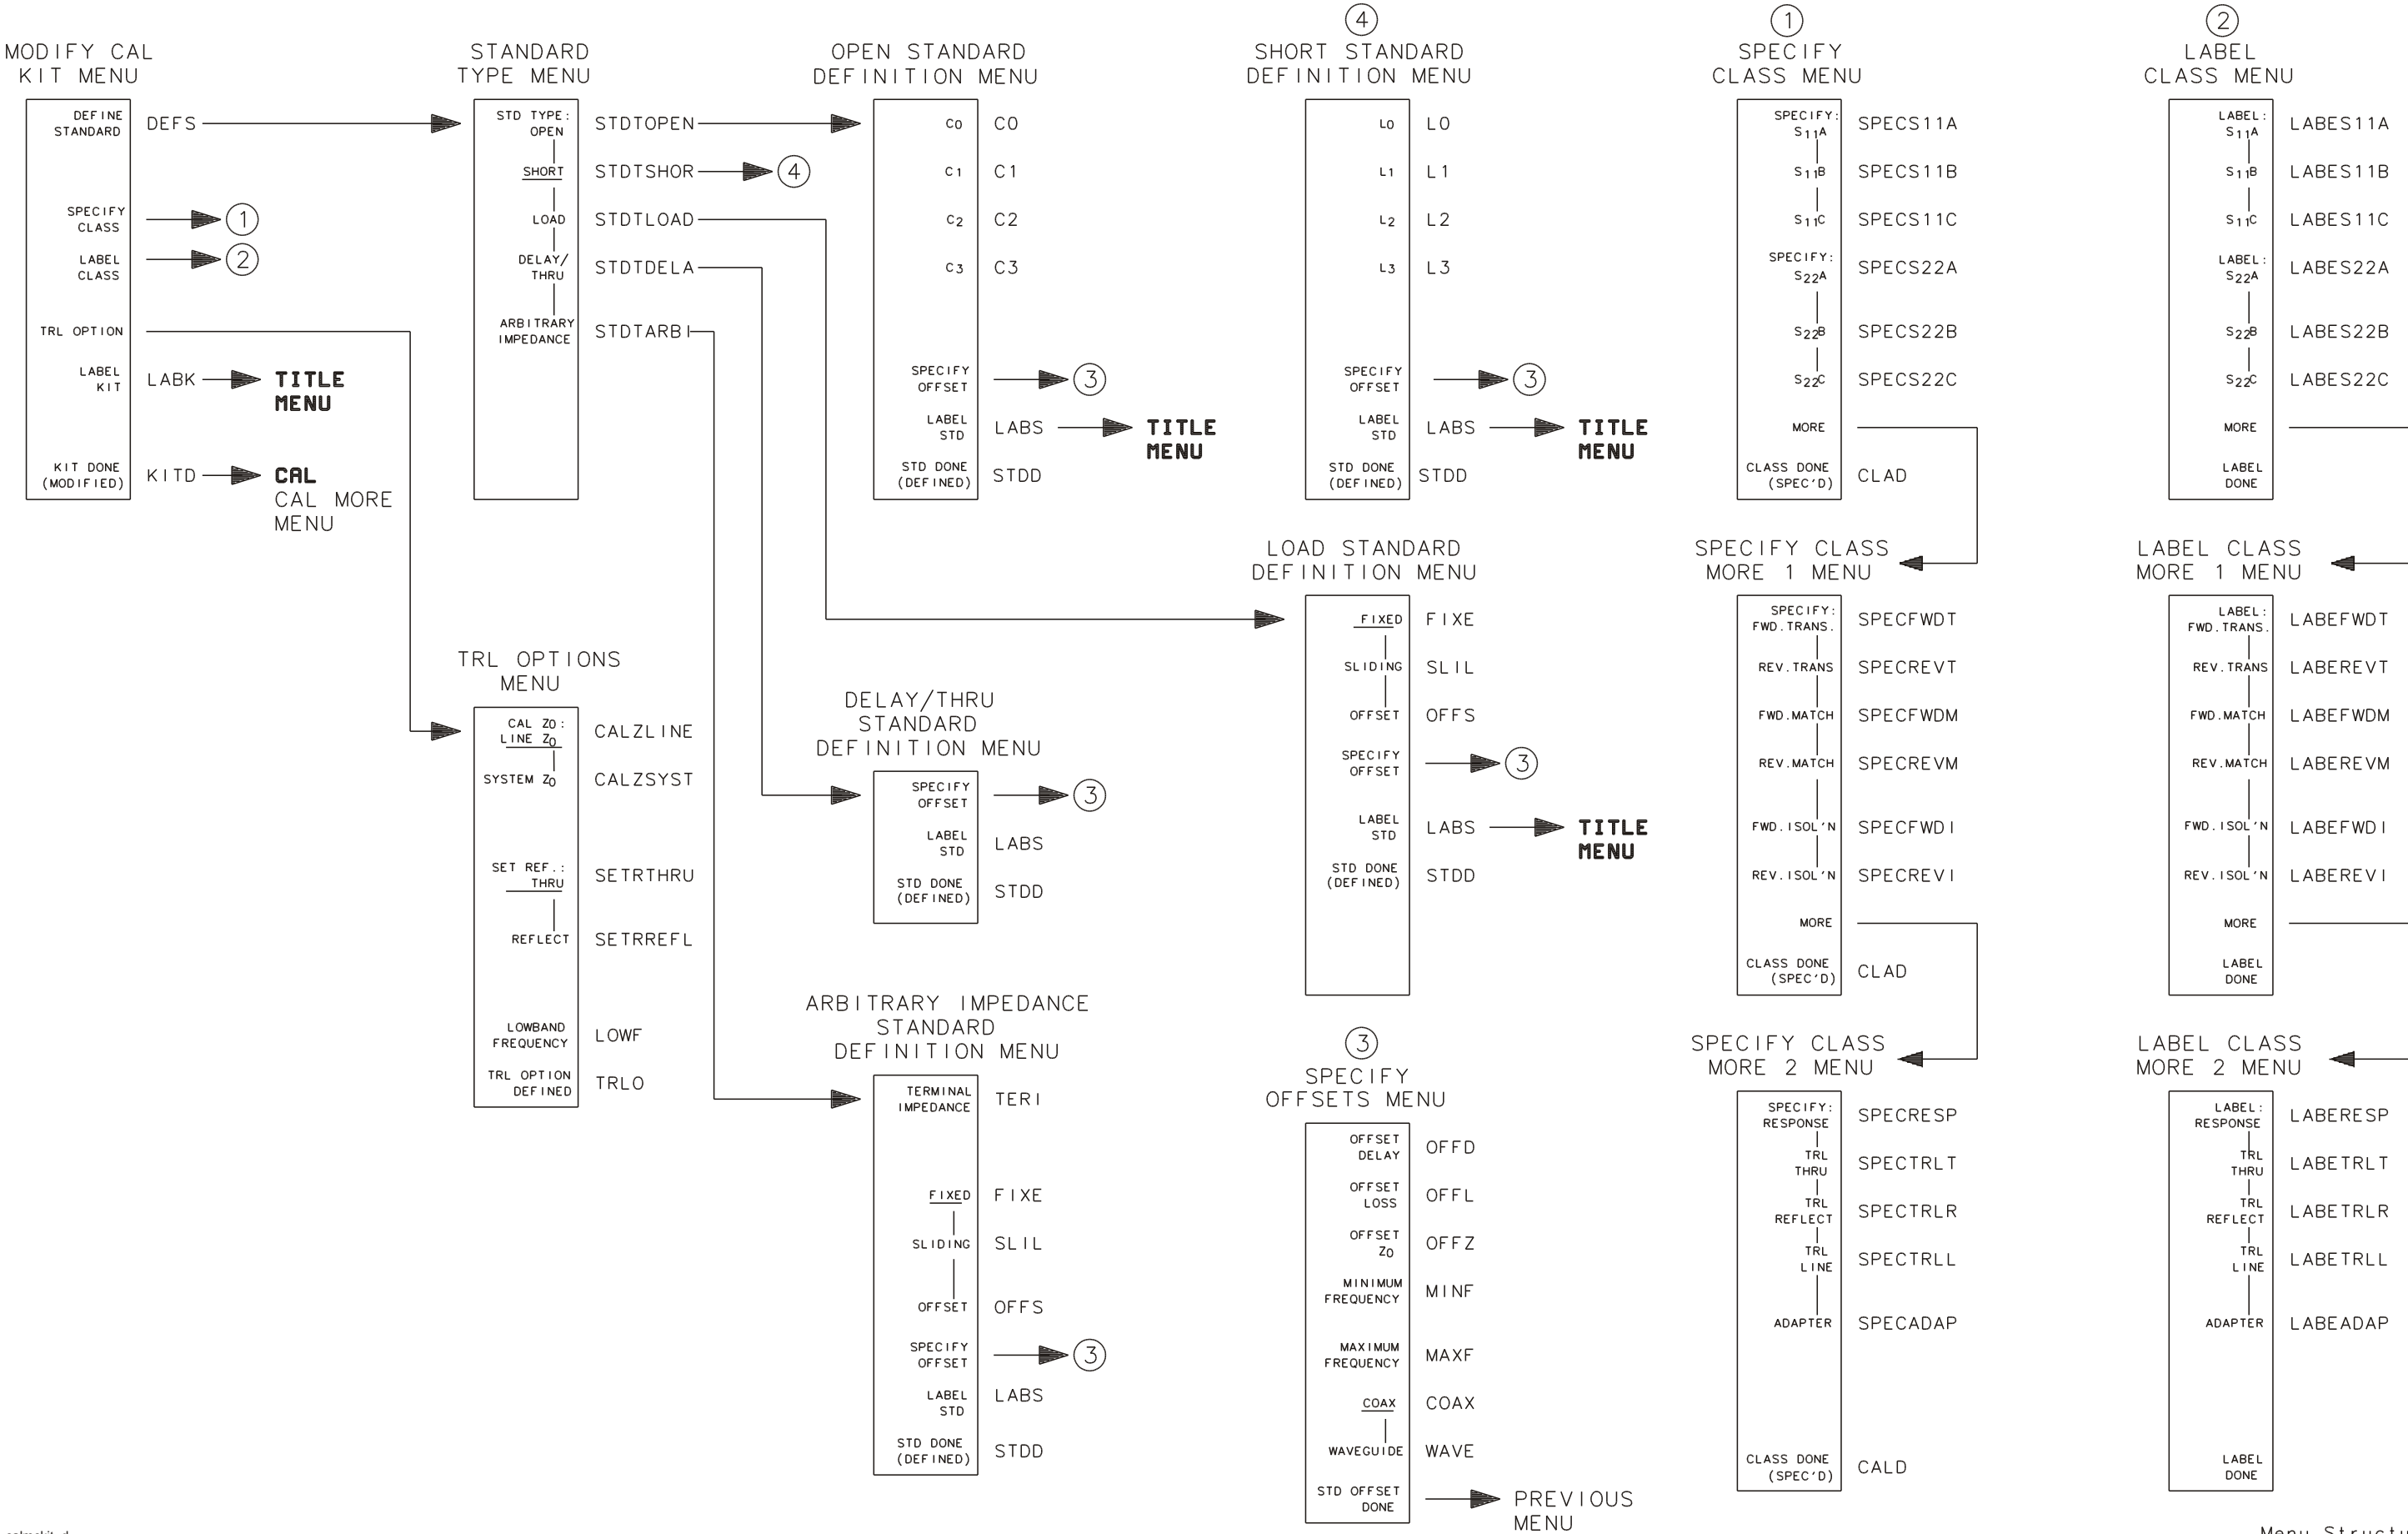 MODIFY CAL
KIT MENU
DEFINE
STANDARD
DEFS
SPECIFY
CLASS
1
LABEL
CLASS
2
TRL OPTION
LABEL
KIT
LABK
TITLE
MENU
KIT DONE
(MODIFIED)
KITD
CAL
CAL MORE
MENU
STANDARD
TYPE MENU
STD TYPE:
OPEN
STDTOPEN
SHORT
STDTSHOR
4
LOAD
STDTLOAD
DELAY/
THRU
STDTDELA
ARBITRARY
IMPEDANCE
STDTARBI
TRL OPTIONS
MENU
CAL Z0:
LINE Z0
CALZLINE
SYSTEM Z0
CALZSYST
SET REF.:
THRU
SETRTHRU
REFLECT
SETRREFL
LOWBAND
FREQUENCY
LOWF
TRL OPTION
DEFINED
TRLO
OPEN STANDARD
DEFINITION MENU
C0
C0
C1
C1
C2
C2
C3
C3
SPECIFY
OFFSET
3
LABEL
STD
LABS
TITLE
MENU
STD DONE
(DEFINED)
STDD
DELAY/THRU
STANDARD
DEFINITION MENU
SPECIFY
OFFSET
3
LABEL
STD
LABS
STD DONE
(DEFINED)
STDD
ARBITRARY IMPEDANCE
STANDARD
DEFINITION MENU
TERMINAL
IMPEDANCE
TERI
FIXED
FIXE
SLIDING
SLIL
OFFSET
OFFS
SPECIFY
OFFSET
3
LABEL
STD
LABS
STD DONE
(DEFINED)
STDD
4
SHORT STANDARD
DEFINITION MENU
L0
L0
L1
L1
L2
L2
L3
L3
SPECIFY
OFFSET
3
LABEL
STD
LABS
TITLE
MENU
STD DONE
(DEFINED)
STDD
LOAD STANDARD
DEFINITION MENU
FIXED
FIXE
SLIDING
SLIL
OFFSET
OFFS
SPECIFY
OFFSET
3
LABEL
STD
LABS
TITLE
MENU
STD DONE
(DEFINED)
STDD
3
SPECIFY
OFFSETS MENU
OFFSET
DELAY
OFFD
OFFSET
LOSS
OFFL
OFFSET
Z0
OFFZ
MINIMUM
FREQUENCY
MINF
MAXIMUM
FREQUENCY
MAXF
COAX
COAX
WAVEGUIDE
WAVE
STD OFFSET
DONE
PREVIOUS
MENU
1
SPECIFY
CLASS MENU
SPECIFY:
S11A
SPECS11A
S11B
SPECS11B
S11C
SPECS11C
SPECIFY:
S22A
SPECS22A
S22B
SPECS22B
S22C
SPECS22C
MORE
CLASS DONE
(SPEC'D)
CLAD
SPECIFY CLASS
MORE 1 MENU
SPECIFY:
FWD.TRANS.
SPECFWDT
REV.TRANS
SPECREVT
FWD.MATCH
SPECFWDM
REV.MATCH
SPECREVM
FWD.ISOL'N
SPECFWDI
REV.ISOL'N
SPECREVI
MORE
CLASS DONE
(SPEC'D)
CLAD
SPECIFY CLASS
MORE 2 MENU
SPECIFY:
RESPONSE
SPECRESP
TRL
THRU
SPECTRLT
TRL
REFLECT
SPECTRLR
TRL
LINE
SPECTRLL
ADAPTER
SPECADAP
CLASS DONE
(SPEC'D)
CALD
2
LABEL
CLASS MENU
LABEL:
S11A
LABES11A
S11B
LABES11B
S11C
LABES11C
LABEL:
S22A
LABES22A
S22B
LABES22B
S22C
LABES22C
MORE
LABEL
DONE
LABEL CLASS
MORE 1 MENU
LABEL:
FWD.TRANS.
LABEFWDT
REV.TRANS
LABEREVT
FWD.MATCH
LABEFWDM
REV.MATCH
LABEREVM
FWD.ISOL'N
LABEFWDI
REV.ISOL'N
LABEREVI
MORE
LABEL
DONE
LABEL CLASS
MORE 2 MENU
LABEL:
RESPONSE
LABERESP
TRL
THRU
LABETRLT
TRL
REFLECT
LABETRLR
TRL
LINE
LABETRLL
ADAPTER
LABEADAP
LABEL
DONE
Menu